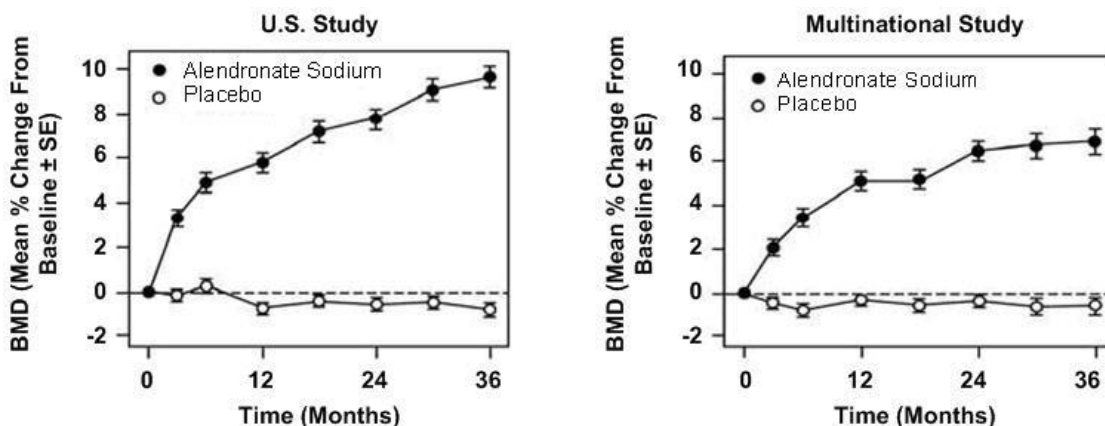 U.S. Study
BMD (Mean % Change From
Baseline ± SE)
10
8
6
4
2
0
-2
Alendronate Sodium
Placebo
0
12
24
36
Time (Months)
Multinational Study
BMD (Mean % Change From
Baseline ± SE)
10
8
6
4
2
0
-2
Alendronate Sodium
Placebo
0
12
24
36
Time (Months)